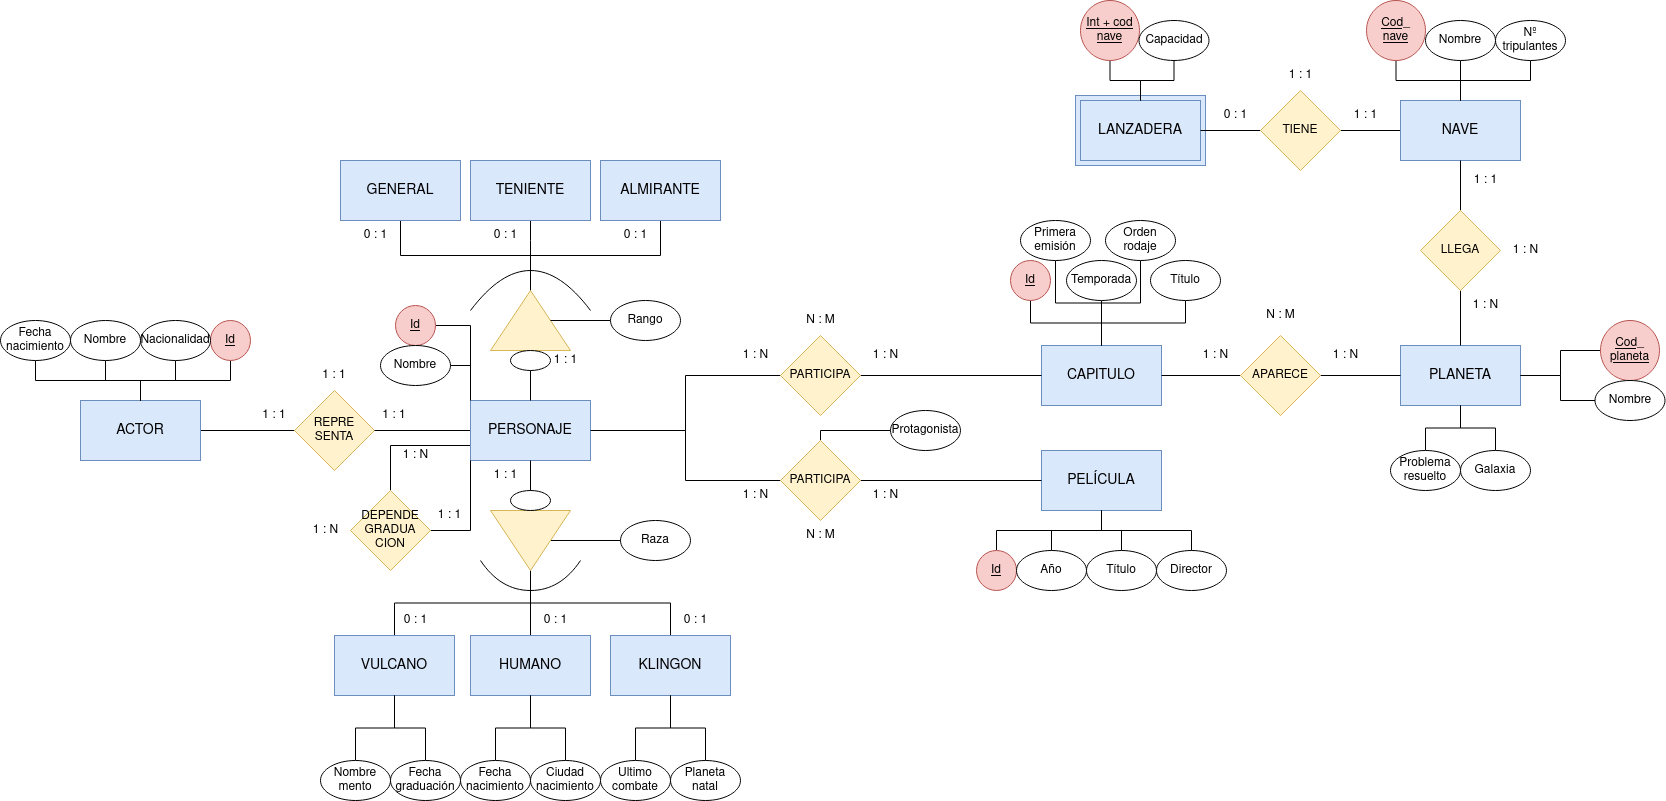 Int + cod
nave
Capacidad
Cod_
nave
Nombre
Nº
tripulantes
LANZADERA
0 : 1
1 : 1
TIENE
1 : 1
NAVE
1 : 1
LLEGA
1 : N
1 : N
GENERAL
TENIENTE
ALMIRANTE
0 : 1
0 : 1
0 : 1
Rango
1 : 1
Primera
emisión
Orden
rodaje
Id
Temporada
Título
Fecha
nacimiento
Nombre
Nacionalidad
Id
Id
Nombre
ACTOR
1 : 1
1 : 1
REPRE
SENTA
1 : 1
PERSONAJE
1 : N
1 : N
DEPENDE
GRADUA
CION
1 : 1
1 : 1
N : M
1 : N
PARTICIPA
1 : N
CAPITULO
1 : N
N : M
APARECE
1 : N
PLANETA
Cod_
planeta
Nombre
Problema
resuelto
Galaxia
Protagonista
1 : N
PARTICIPA
1 : N
N : M
PELÍCULA
Id
Año
Título
Director
Raza
0 : 1
0 : 1
0 : 1
VULCANO
HUMANO
KLINGON
Nombre
mento
Fecha
graduación
Fecha
nacimiento
Ciudad
nacimiento
Ultimo
combate
Planeta
natal